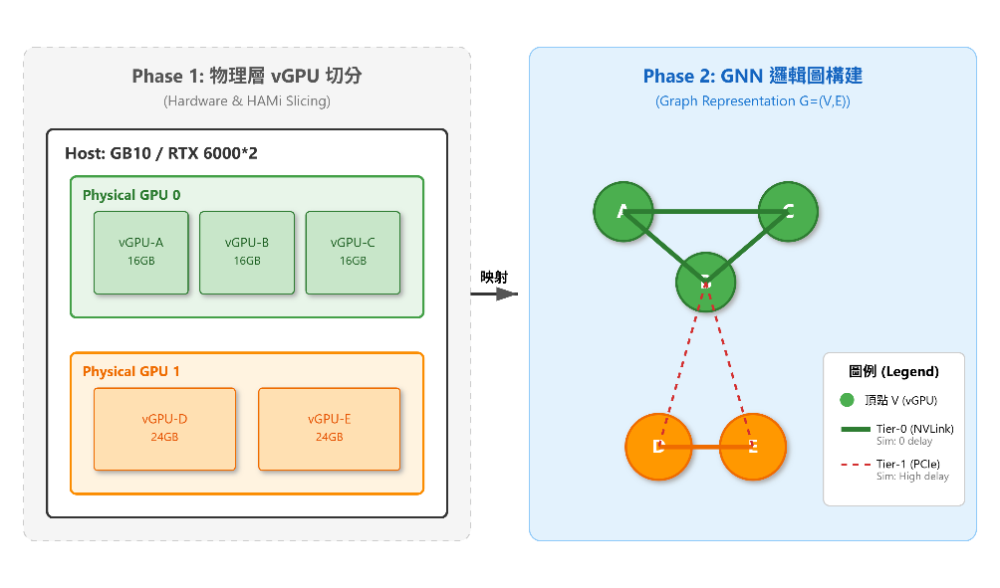 Phase 1: 物理層 vGPU 切分
(Hardware & HAMi Slicing)
Host: GB10 / RTX 6000*2
Physical GPU 0
vGPU-A
16GB
vGPU-B
16GB
vGPU-C
16GB
Physical GPU 1
vGPU-D
24GB
vGPU-E
24GB
映射
Phase 2: GNN 邏輯圖構建
(Graph Representation G=(V,E))
A
C
B
D
E
圖例 (Legend)
頂點 V (vGPU)
Tier-0 (NVLink)
Sim: 0 delay
Tier-1 (PCIe)
Sim: High delay